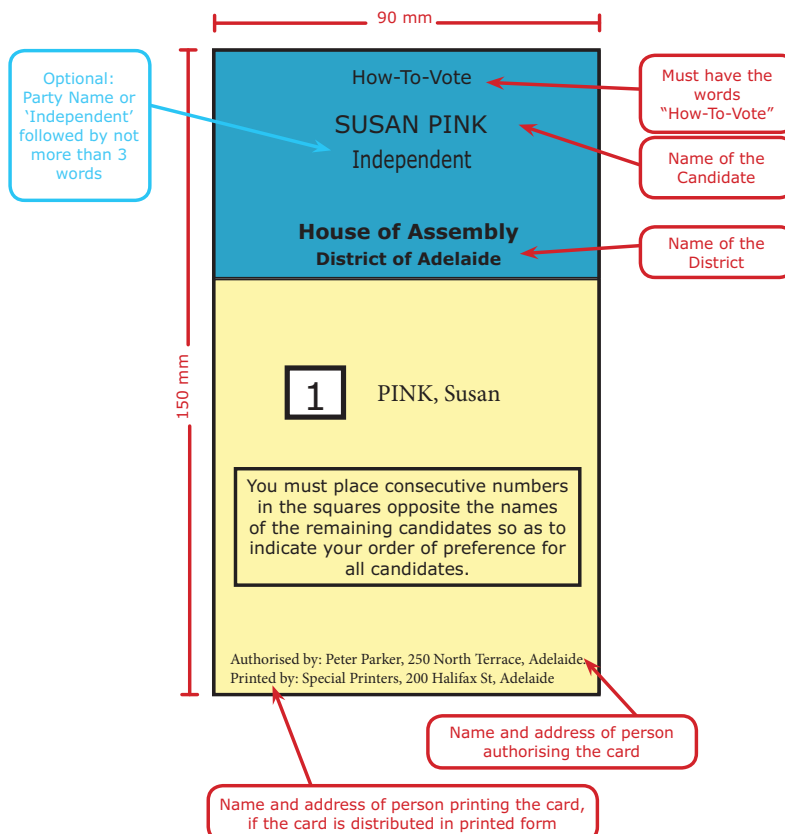 90 mm
Optional:
Party Name or
‘Independent’
followed by not
more than 3
words
How-To-Vote
Must have the
words
“How-To-Vote”
SUSAN PINK
Name of the
Candidate
Independent
House of Assembly
District of Adelaide
Name of the
District
150 mm
1 PINK, Susan
You must place consecutive numbers
in the squares opposite the names
of the remaining candidates so as to
indicate your order of preference for
all candidates.
Authorised by: Peter Parker, 250 North Terrace, Adelaide.
Printed by: Special Printers, 200 Halifax St, Adelaide
Name and address of person
authorising the card
Name and address of person printing the card,
if the card is distributed in printed form